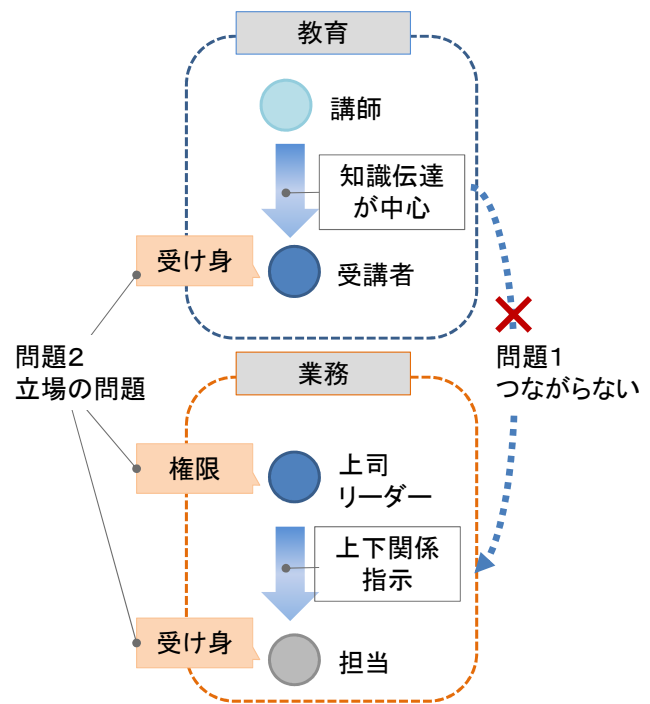 教育
講師
知識伝達
が中心
受け身
受講者
問題2
立場の問題
問題1
つながらない
業務
権限
上司
リーダー
上下関係
指示
受け身
担当